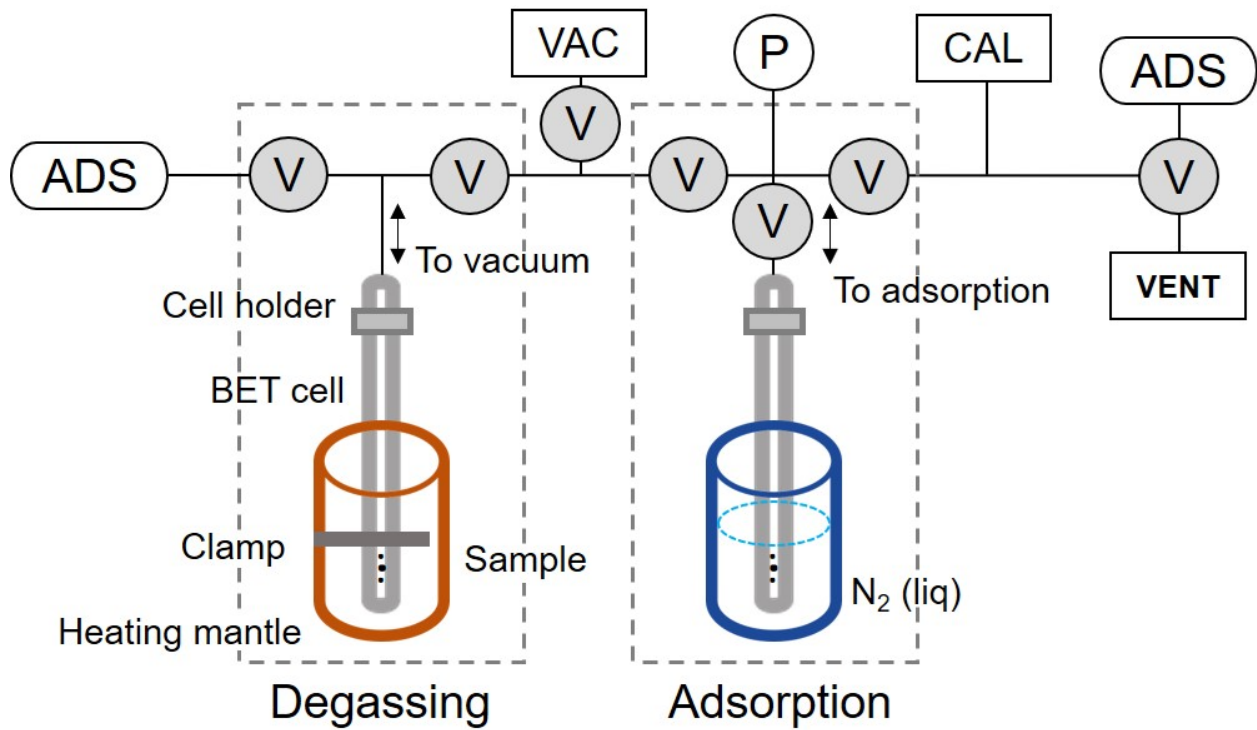 VAC
P
CAL
ADS
V
ADS
V
V
V
V
V
V
To vacuum
To adsorption
VENT
Cell holder
BET cell
Clamp
Sample
N₂ (liq)
Heating mantle
Degassing
Adsorption